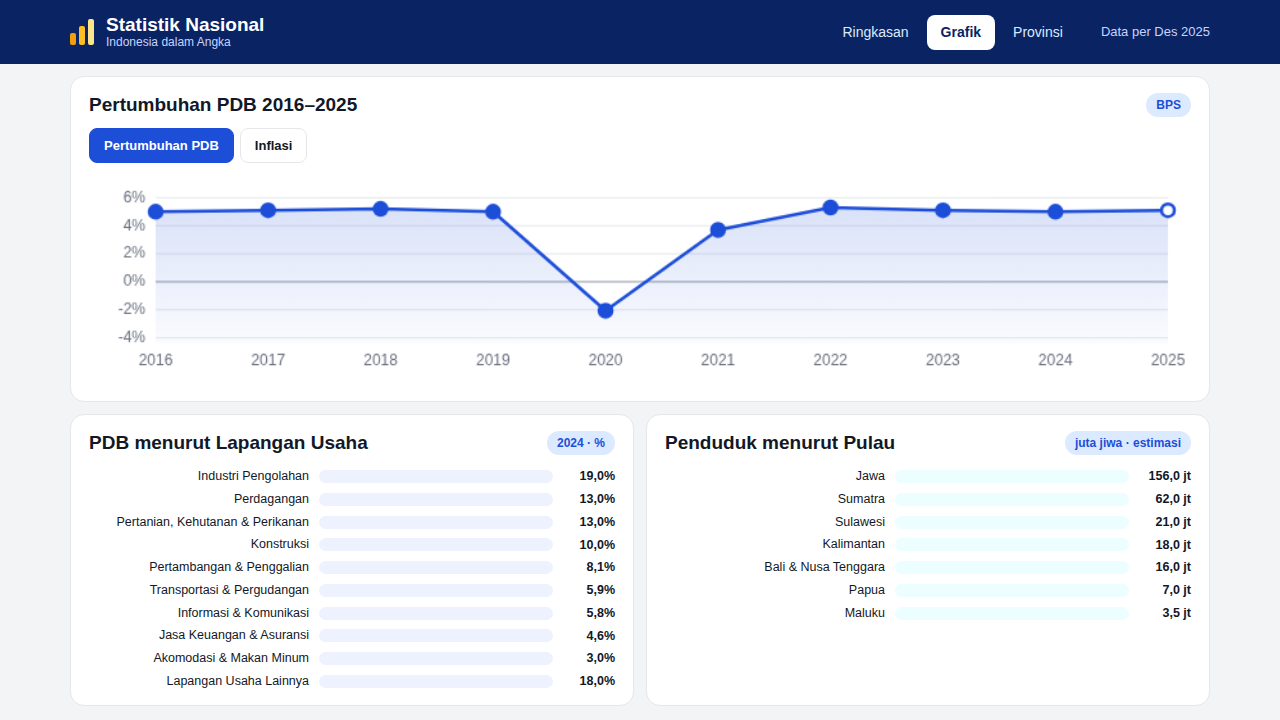 Statistik Nasional
Indonesia dalam Angka
Ringkasan
Grafik
Provinsi
Data per Des 2025
Pertumbuhan PDB 2016–2025
BPS
Pertumbuhan PDB
Inflasi
6%
4%
2%
0%
-2%
-4%
2016 2017 2018 2019 2020 2021 2022 2023 2024 2025
PDB menurut Lapangan Usaha
2024 · %
Industri Pengolahan 19,0%
Perdagangan 13,0%
Pertanian, Kehutanan & Perikanan 13,0%
Konstruksi 10,0%
Pertambangan & Penggalian 8,1%
Transportasi & Pergudangan 5,9%
Informasi & Komunikasi 5,8%
Jasa Keuangan & Asuransi 4,6%
Akomodasi & Makan Minum 3,0%
Lapangan Usaha Lainnya 18,0%
Penduduk menurut Pulau
juta jiwa · estimasi
Jawa 156,0 jt
Sumatra 62,0 jt
Sulawesi 21,0 jt
Kalimantan 18,0 jt
Bali & Nusa Tenggara 16,0 jt
Papua 7,0 jt
Maluku 3,5 jt